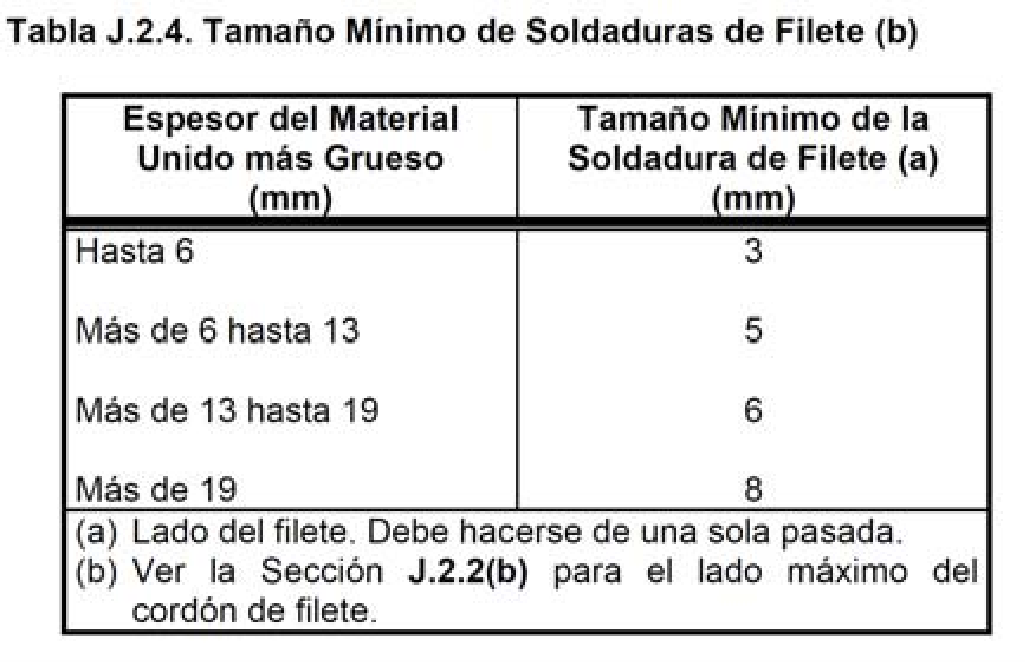 Tabla J.2.4. Tamaño Mínimo de Soldaduras de Filete (b)
Espesor del Material
Unido más Grueso
(mm)
Tamaño Mínimo de la
Soldadura de Filete (a)
(mm)
Hasta 6
3
Más de 6 hasta 13
5
Más de 13 hasta 19
6
Más de 19
8
(a) Lado del filete. Debe hacerse de una sola pasada.
(b) Ver la Sección J.2.2(b) para el lado máximo del
cordón de filete.